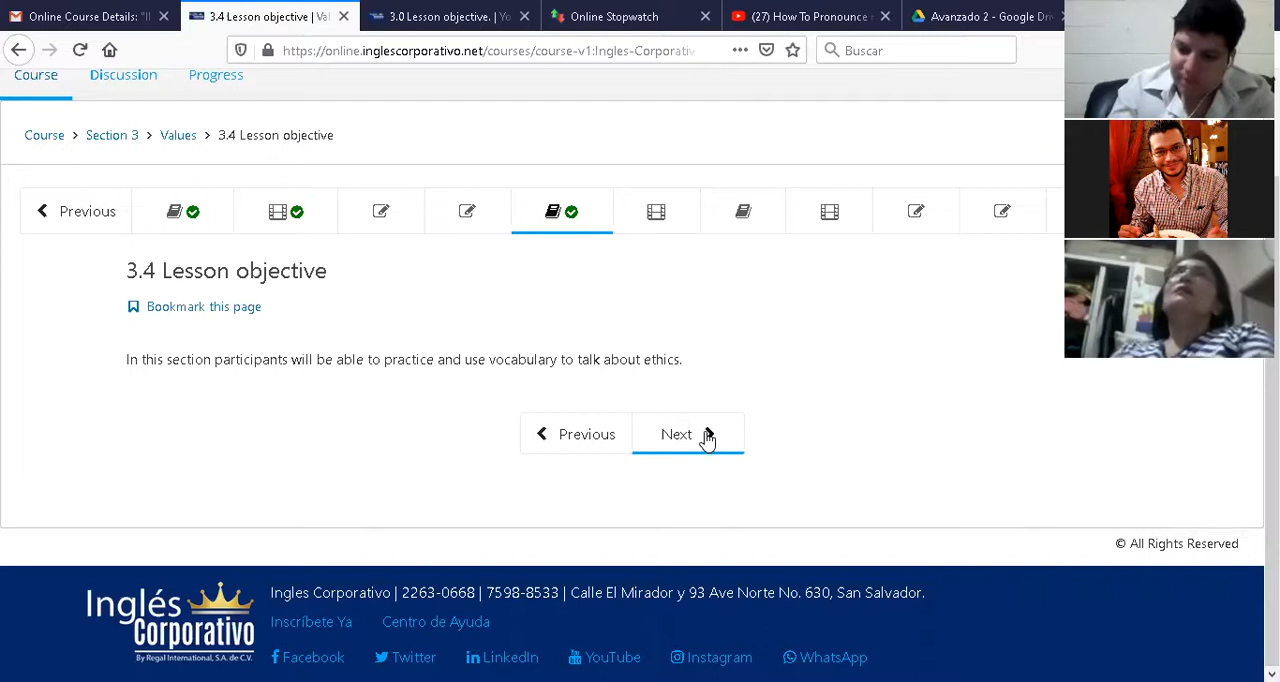 Online Course Details: "I
3.4 Lesson objective | Val
3.0 Lesson objective. | Yo
Online Stopwatch
(27) How To Pronounce
Avanzado 2 - Google Dri
https://online.inglescorporativo.net/courses/course-v1:Ingles-Corporativ
Buscar
Course
Discussion
Progress
Course > Section 3 > Values > 3.4 Lesson objective
Previous
3.4 Lesson objective
Bookmark this page
In this section participants will be able to practice and use vocabulary to talk about ethics.
Previous
Next
© All Rights Reserved
Inglés
Corporativo
By Regal International, S.A. de C.V.
Ingles Corporativo | 2263-0668 | 7598-8533 | Calle El Mirador y 93 Ave Norte No. 630, San Salvador.
Inscríbete Ya
Centro de Ayuda
Facebook
Twitter
LinkedIn
YouTube
Instagram
WhatsApp